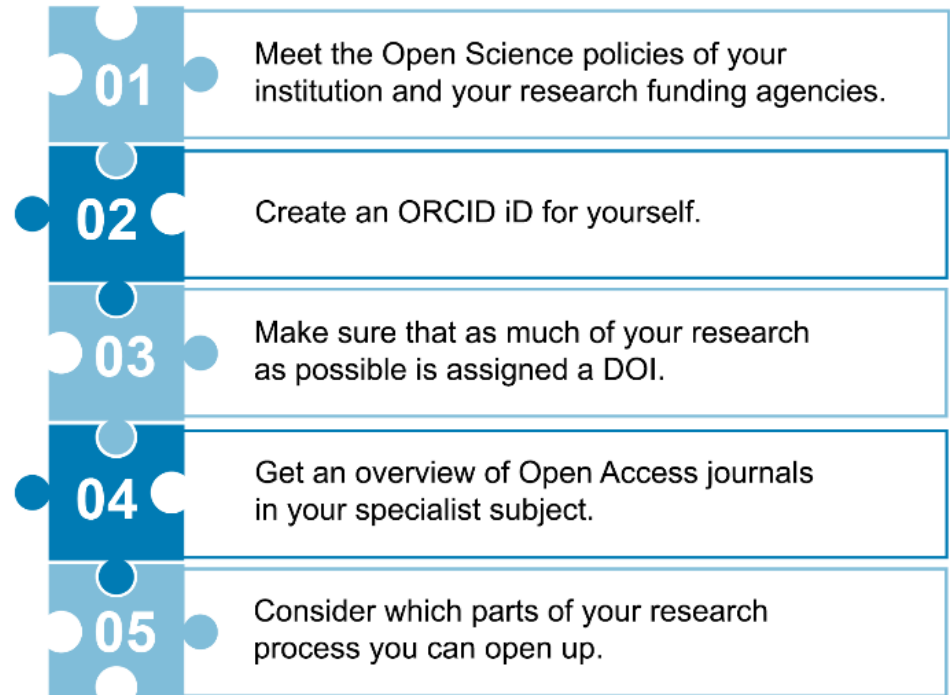 01
Meet the Open Science policies of your
institution and your research funding agencies.
02
Create an ORCID iD for yourself.
03
Make sure that as much of your research
as possible is assigned a DOI.
04
Get an overview of Open Access journals
in your specialist subject.
05
Consider which parts of your research
process you can open up.